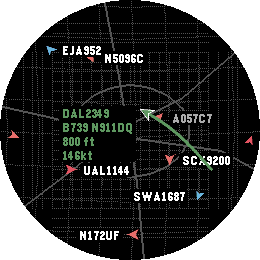 EJA952
N5096C
DAL2349
B739 N911DQ
800 ft
146kt
A057C7
SCX9200
UAL1144
SWA1687
N172UF